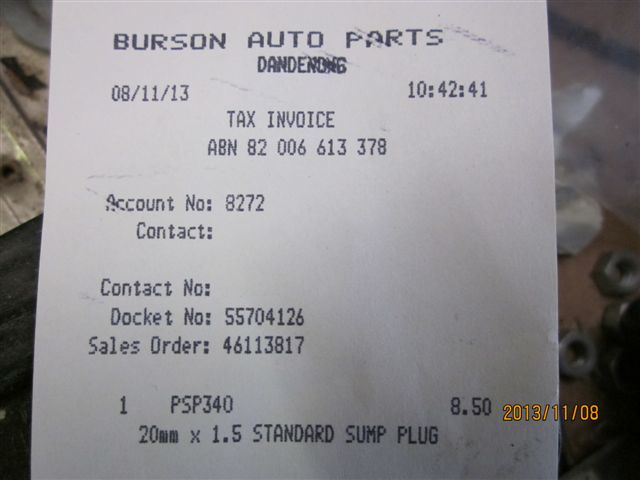 BURSON AUTO PARTS
DANDENONG
08/11/13 10:42:41
TAX INVOICE
ABN 82 006 613 378
Account No: 8272
Contact:
Contact No:
Docket No: 55704126
Sales Order: 46113817
1 PSP340 8.50
20mm x 1.5 STANDARD SUMP PLUG
2013/11/08